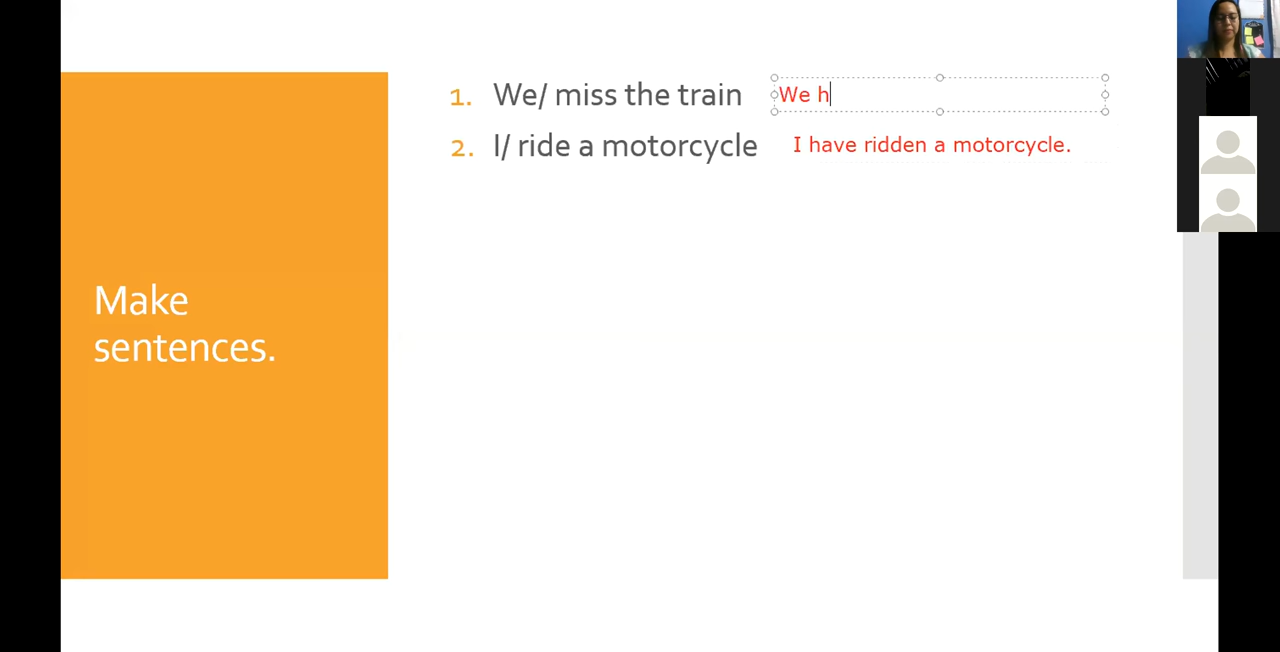 Make
sentences.
1. We/ miss the train
We h
2. I/ ride a motorcycle
I have ridden a motorcycle.